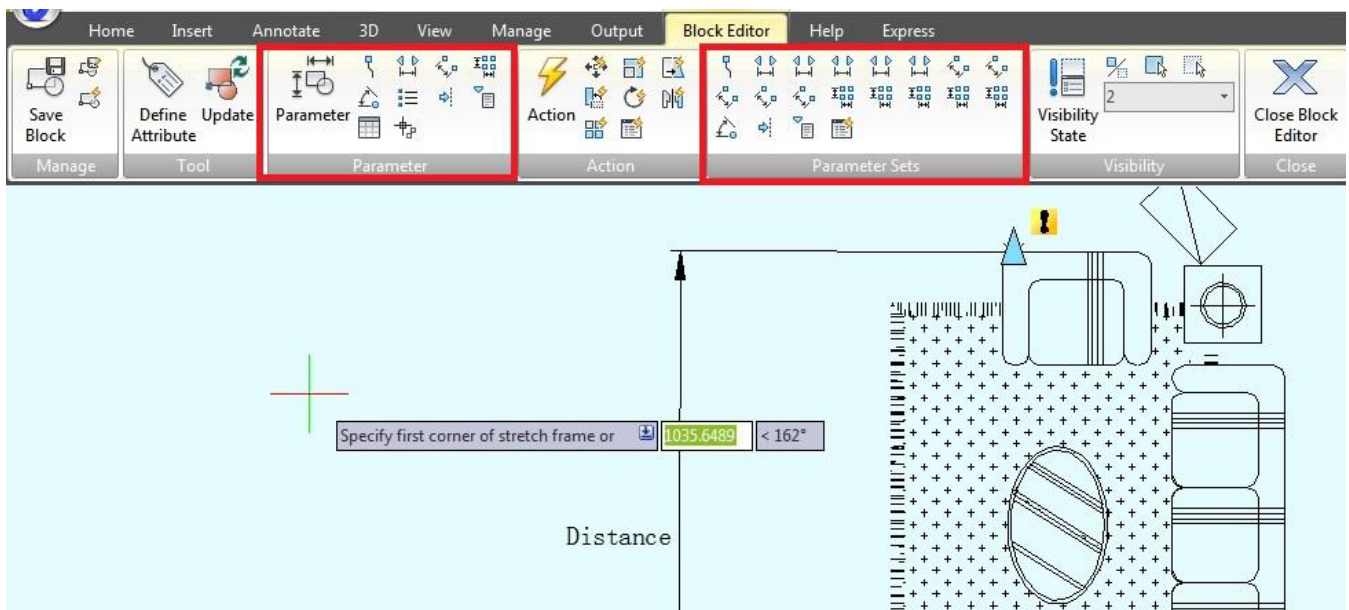 Home Insert Annotate 3D View Manage Output Block Editor Help Express
Save Block
Define Attribute
Update
Parameter
Action
2
Visibility State
Close Block Editor
Manage Tool Parameter Action Parameter Sets Visibility Close
!
Specify first corner of stretch frame or 1035.6489 < 162°
Distance